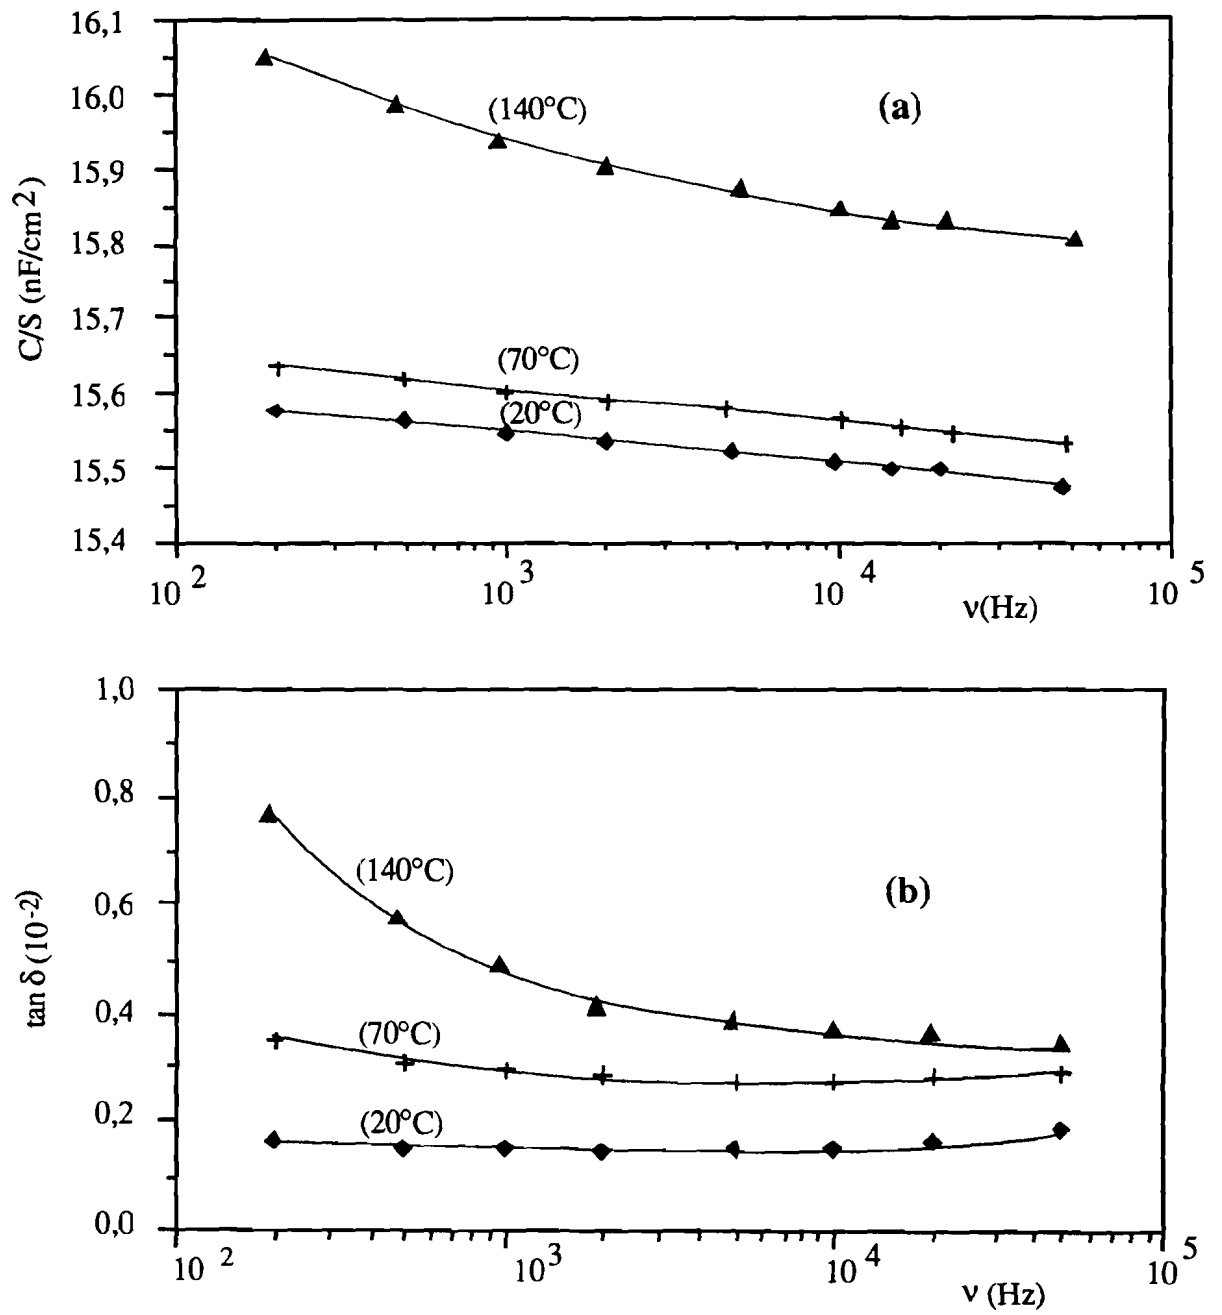 16,1
16,0
15,9
15,8
15,7
15,6
15,5
15,4
C/S (nF/cm2)
(140°C)
(a)
(70°C)
(20°C)
10 2
10 3
10 4
10 5
ν(Hz)
1,0
0,8
0,6
0,4
0,2
0,0
tan δ (10-2)
(140°C)
(b)
(70°C)
(20°C)
10 2
10 3
10 4
10 5
ν (Hz)